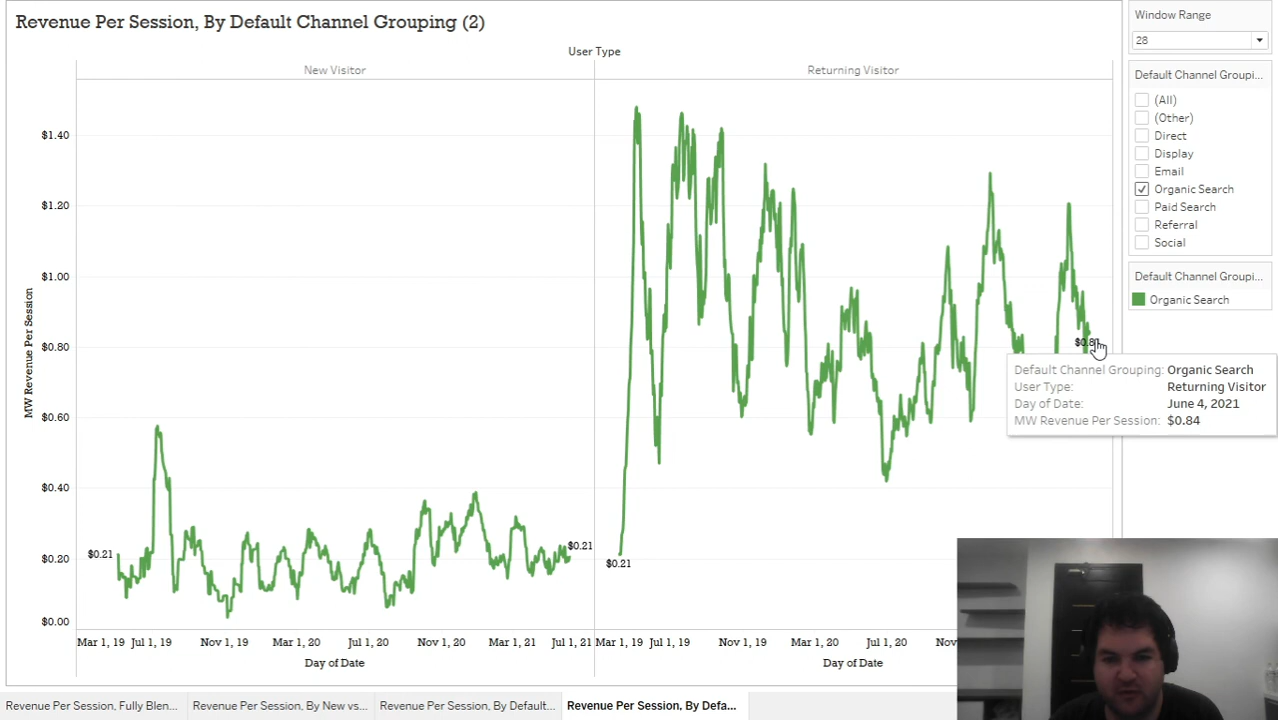 Revenue Per Session, By Default Channel Grouping (2)
User Type
New Visitor
Returning Visitor
MW Revenue Per Session
$1.40
$1.20
$1.00
$0.80
$0.60
$0.40
$0.20
$0.00
$0.21
$0.21
$0.21
Mar 1, 19 Jul 1, 19 Nov 1, 19 Mar 1, 20 Jul 1, 20 Nov 1, 20 Mar 1, 21 Jul 1, 21
Mar 1, 19 Jul 1, 19 Nov 1, 19 Mar 1, 20 Jul 1, 20 Nov
Day of Date
Day of Date
Default Channel Grouping: Organic Search
User Type: Returning Visitor
Day of Date: June 4, 2021
MW Revenue Per Session: $0.84
Window Range
28
Default Channel Groupi...
(All)
(Other)
Direct
Display
Email
Organic Search
Paid Search
Referral
Social
Default Channel Groupi...
Organic Search
Revenue Per Session, Fully Blen...
Revenue Per Session, By New vs...
Revenue Per Session, By Default...
Revenue Per Session, By Defa...